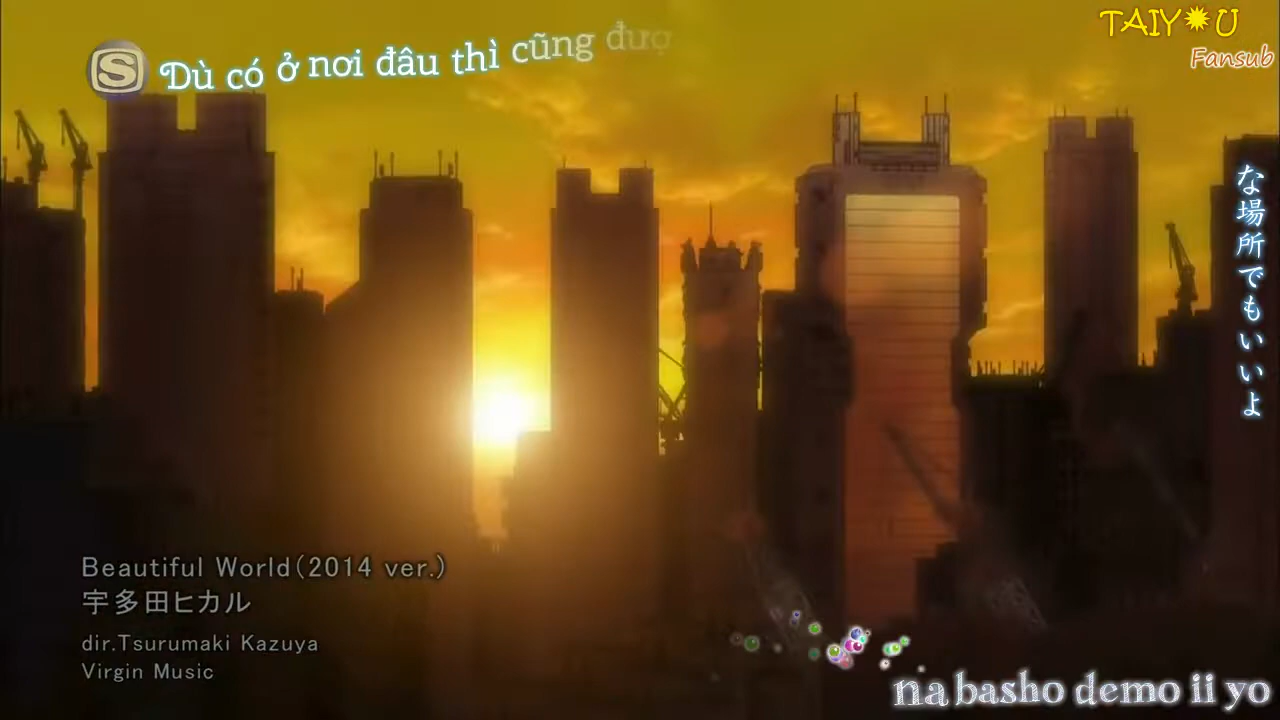 TAIYOU
Fansub
S
Dù có ở nơi đâu thì cũng đượ
な場所でもいいよ
Beautiful World(2014 ver.)
宇多田ヒカル
dir.Tsurumaki Kazuya
Virgin Music
na basho demo ii yo